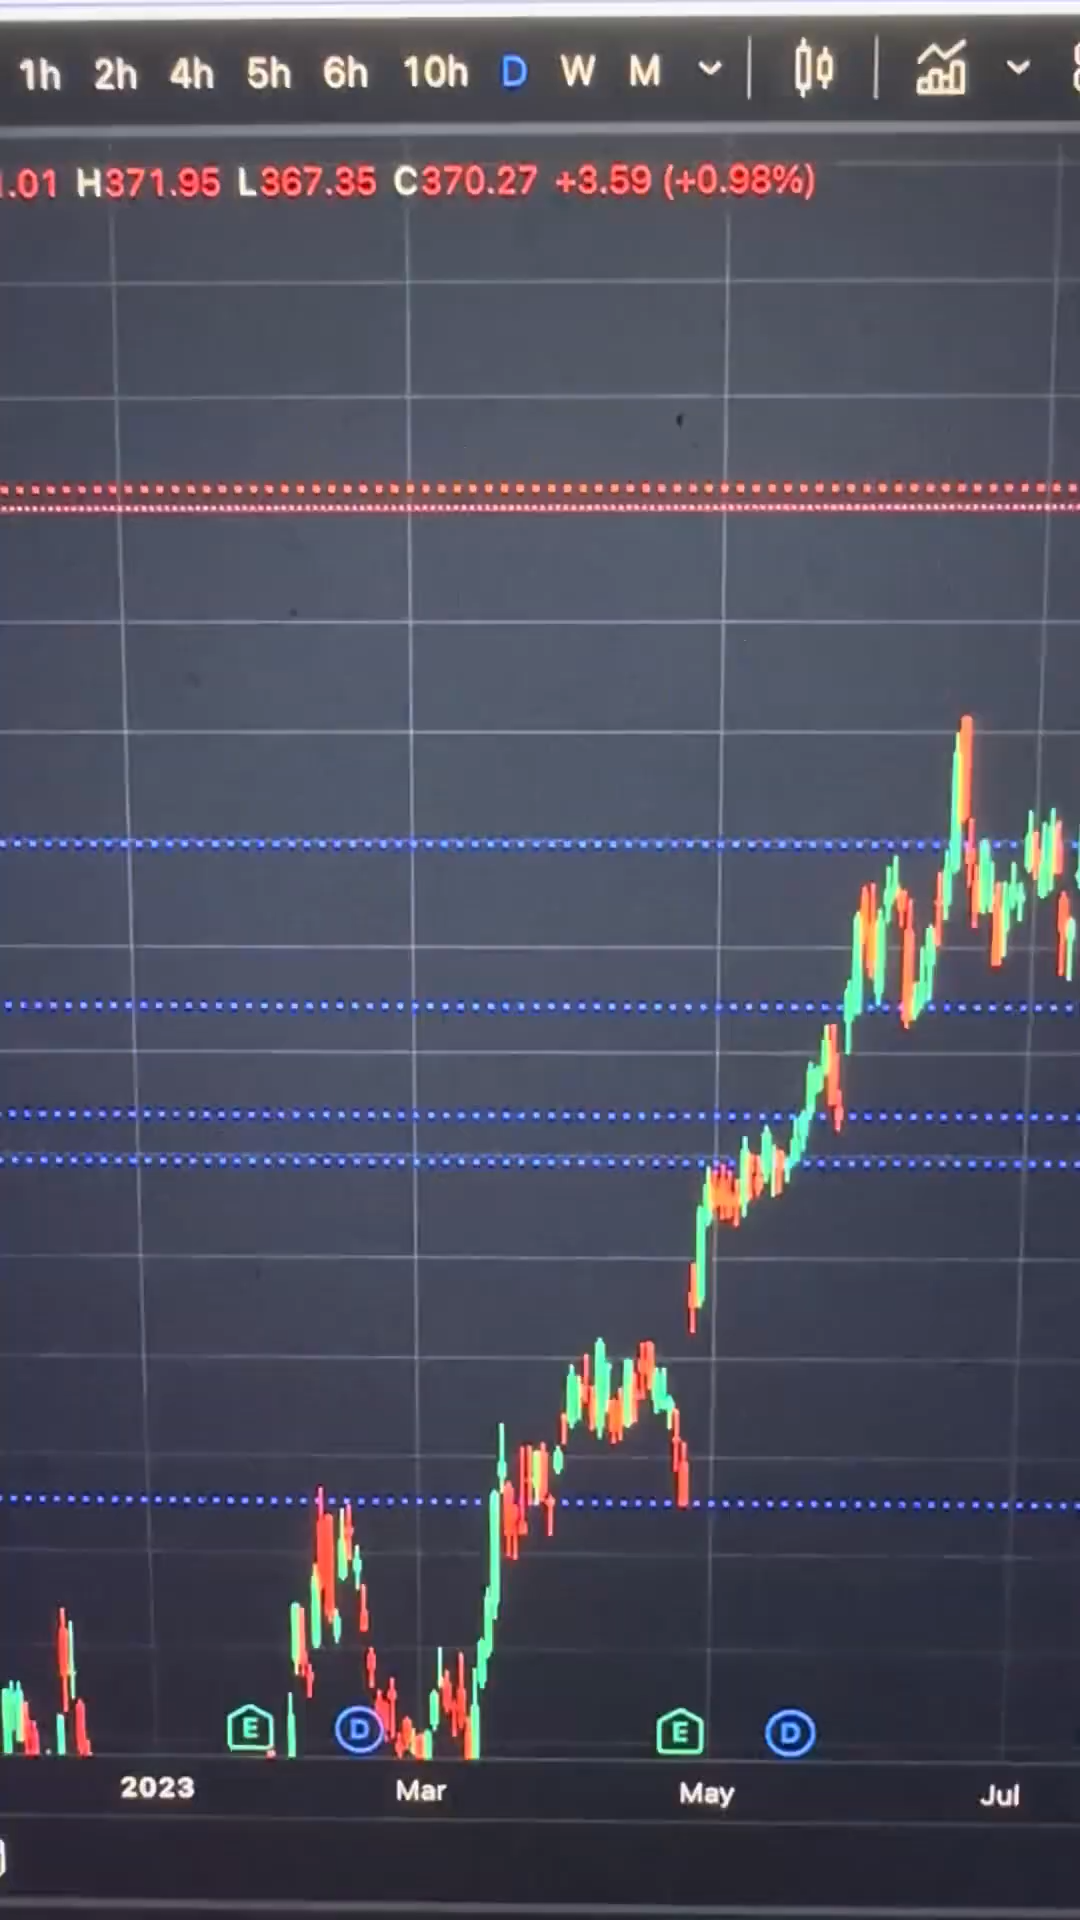 1h 2h 4h 5h 6h 10h D W M
.01 H371.95 L367.35 C370.27 +3.59 (+0.98%)
E D E D
2023 Mar May Jul